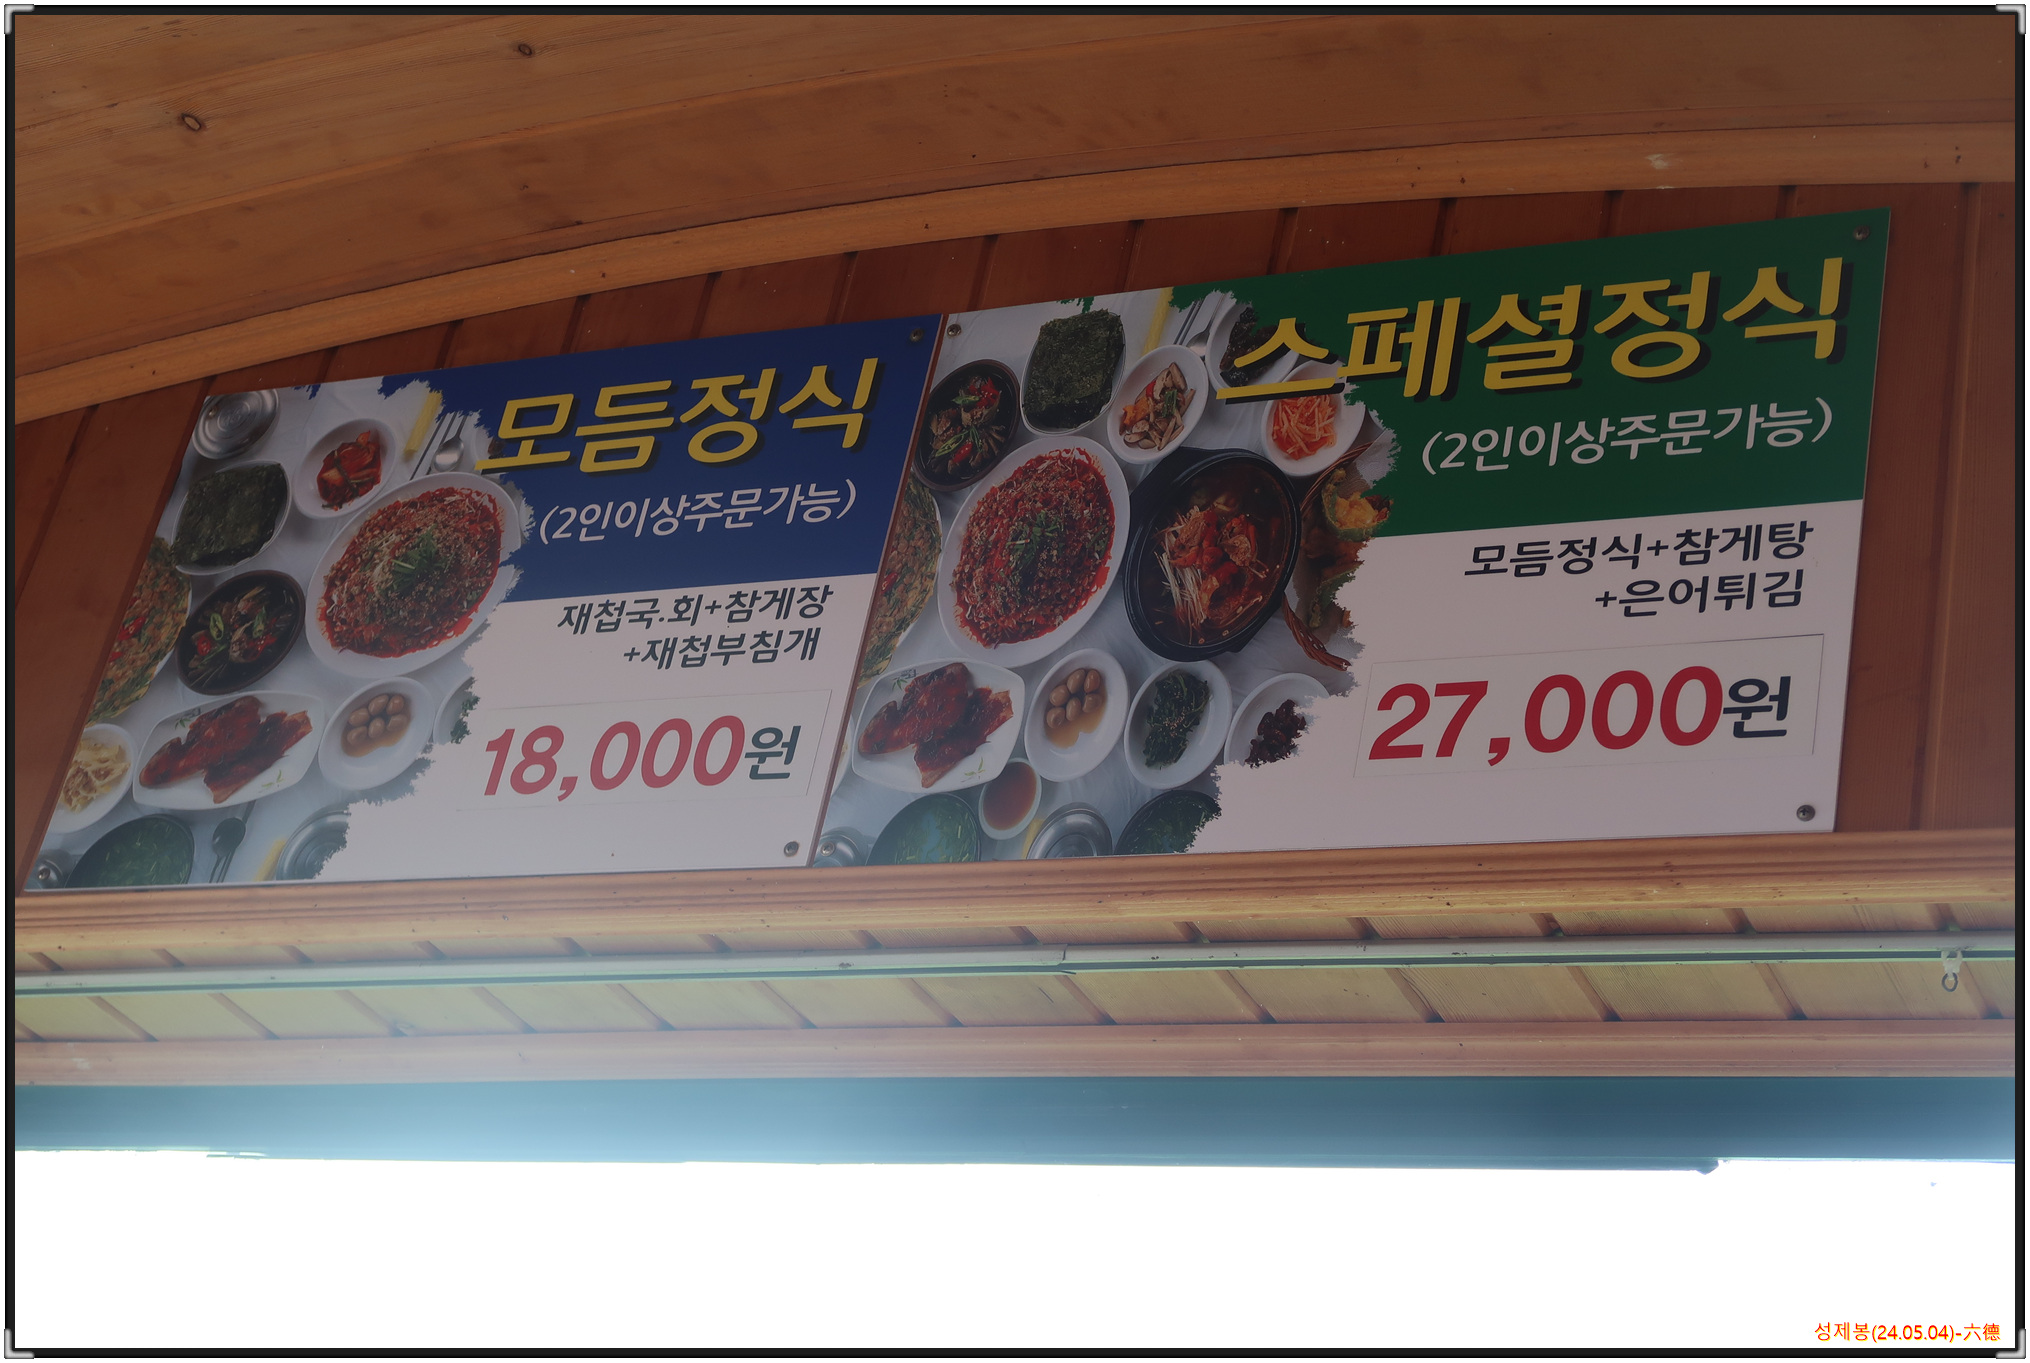 모듬정식
(2인이상주문가능)
재첩국.회+참게장
+재첩부침개
18,000원
스페셜정식
(2인이상주문가능)
모듬정식+참게탕
+은어튀김
27,000원
성제봉(24.05.04)-六德